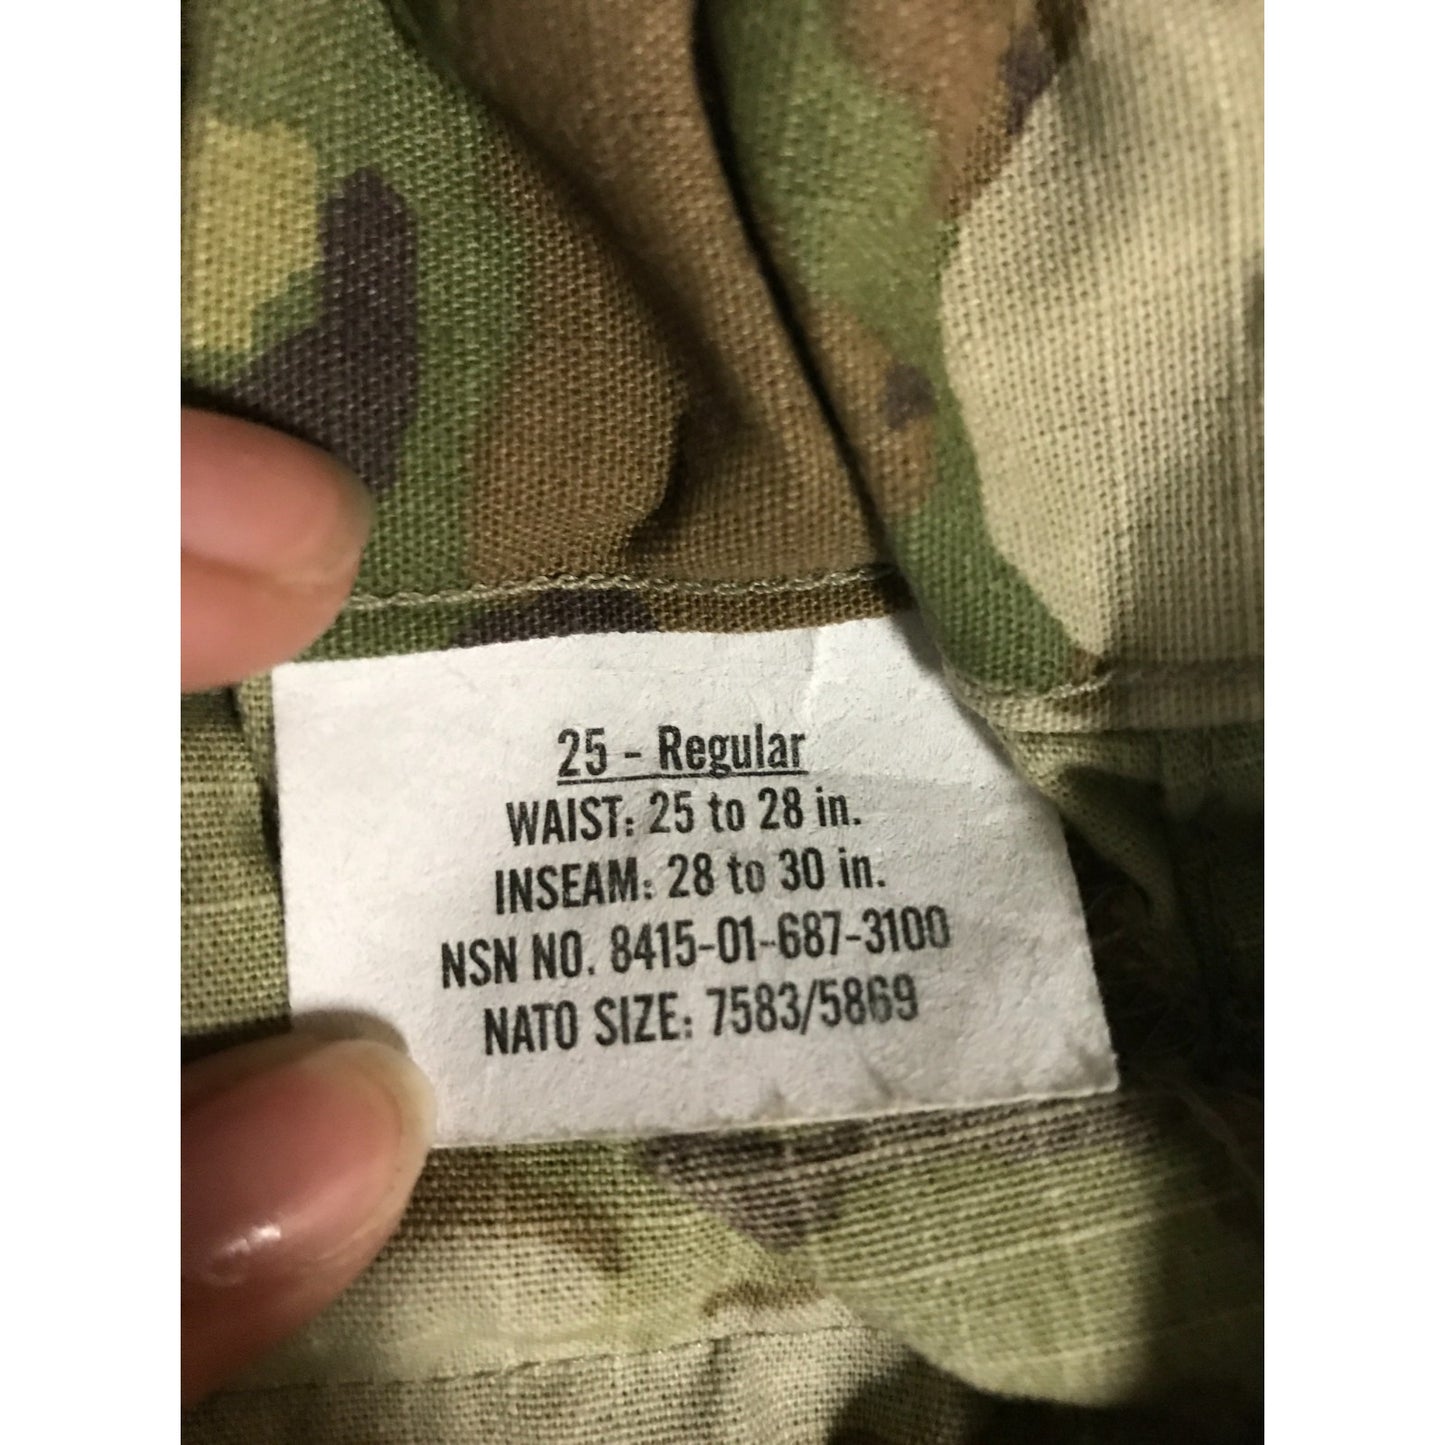 25 - Regular
WAIST: 25 to 28 in.
INSEAM: 28 to 30 in.
NSN NO. 8415-01-687-3100
NATO SIZE: 7583/5869